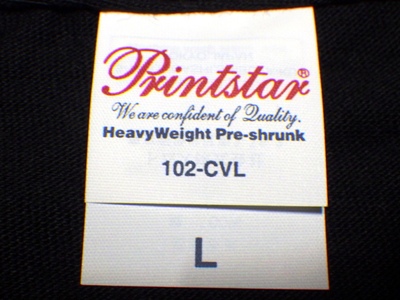 Printstar®
We are confident of Quality.
HeavyWeight Pre-shrunk
102-CVL
L